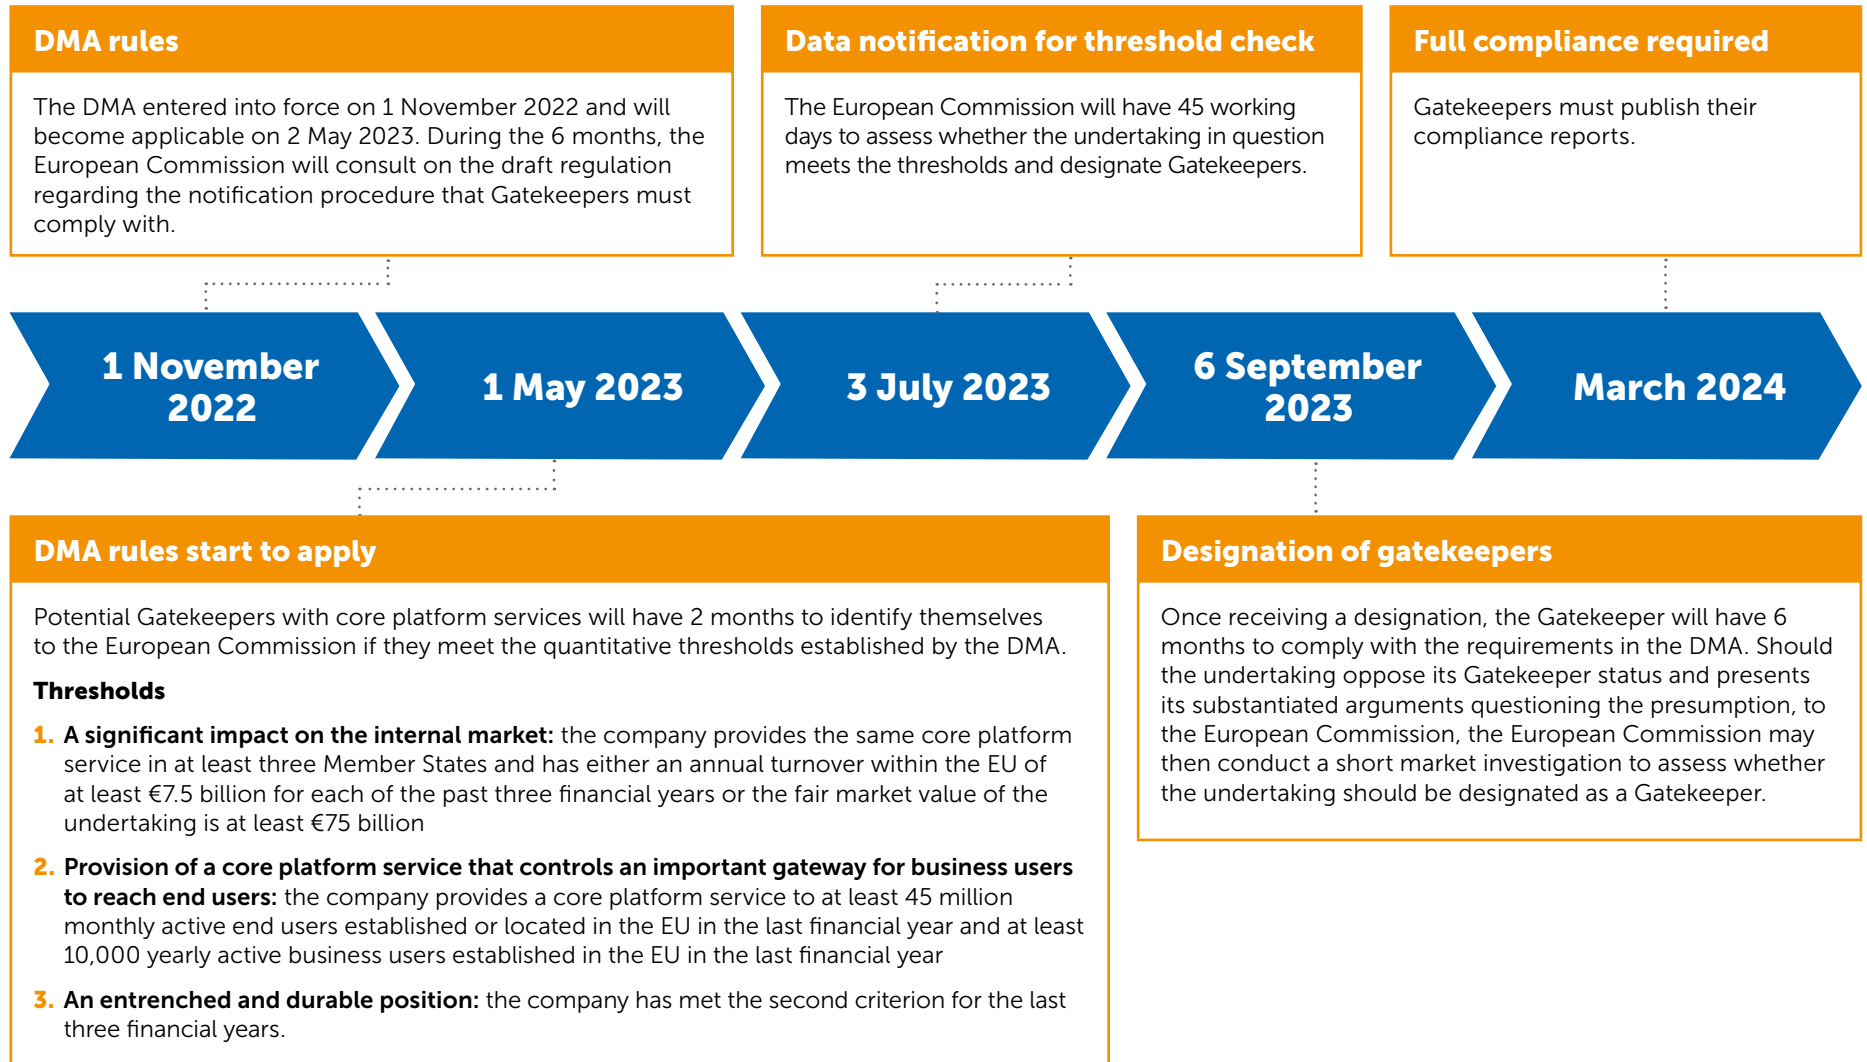 DMA rules
The DMA entered into force on 1 November 2022 and will
become applicable on 2 May 2023. During the 6 months, the
European Commission will consult on the draft regulation
regarding the notification procedure that Gatekeepers must
comply with.
Data notification for threshold check
The European Commission will have 45 working
days to assess whether the undertaking in question
meets the thresholds and designate Gatekeepers.
Full compliance required
Gatekeepers must publish their
compliance reports.
1 November
2022
1 May 2023
3 July 2023
6 September
2023
March 2024
DMA rules start to apply
Potential Gatekeepers with core platform services will have 2 months to identify themselves
to the European Commission if they meet the quantitative thresholds established by the DMA.
Thresholds
1. A significant impact on the internal market: the company provides the same core platform
service in at least three Member States and has either an annual turnover within the EU of
at least €7.5 billion for each of the past three financial years or the fair market value of the
undertaking is at least €75 billion
2. Provision of a core platform service that controls an important gateway for business users
to reach end users: the company provides a core platform service to at least 45 million
monthly active end users established or located in the EU in the last financial year and at least
10,000 yearly active business users established in the EU in the last financial year
3. An entrenched and durable position: the company has met the second criterion for the last
three financial years.
Designation of gatekeepers
Once receiving a designation, the Gatekeeper will have 6
months to comply with the requirements in the DMA. Should
the undertaking oppose its Gatekeeper status and presents
its substantiated arguments questioning the presumption, to
the European Commission, the European Commission may
then conduct a short market investigation to assess whether
the undertaking should be designated as a Gatekeeper.